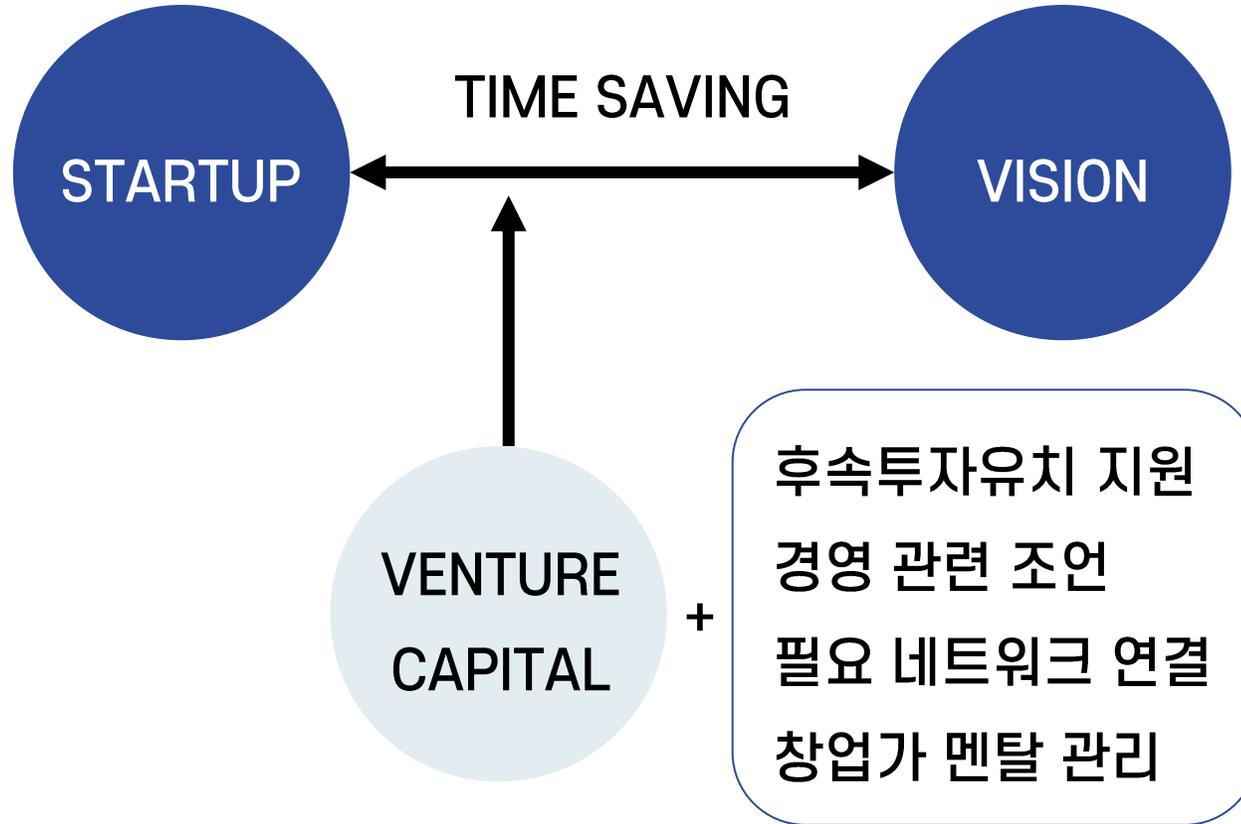 TIME SAVING
STARTUP
VISION
VENTURE
CAPITAL
+
후속투자유치 지원
경영 관련 조언
필요 네트워크 연결
창업가 멘탈 관리